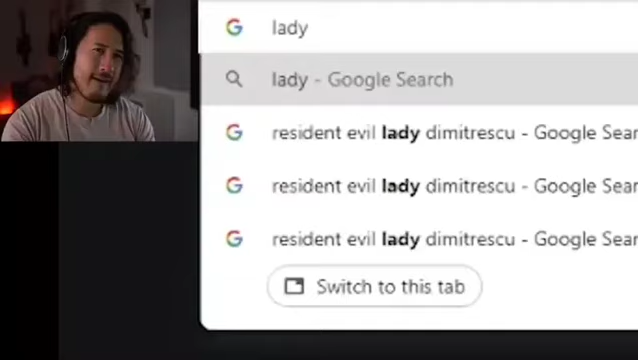 lady
lady - Google Search
resident evil lady dimitrescu - Google Sear
resident evil lady dimitrescu - Google Sear
resident evil lady dimitrescu - Google Sear
Switch to this tab